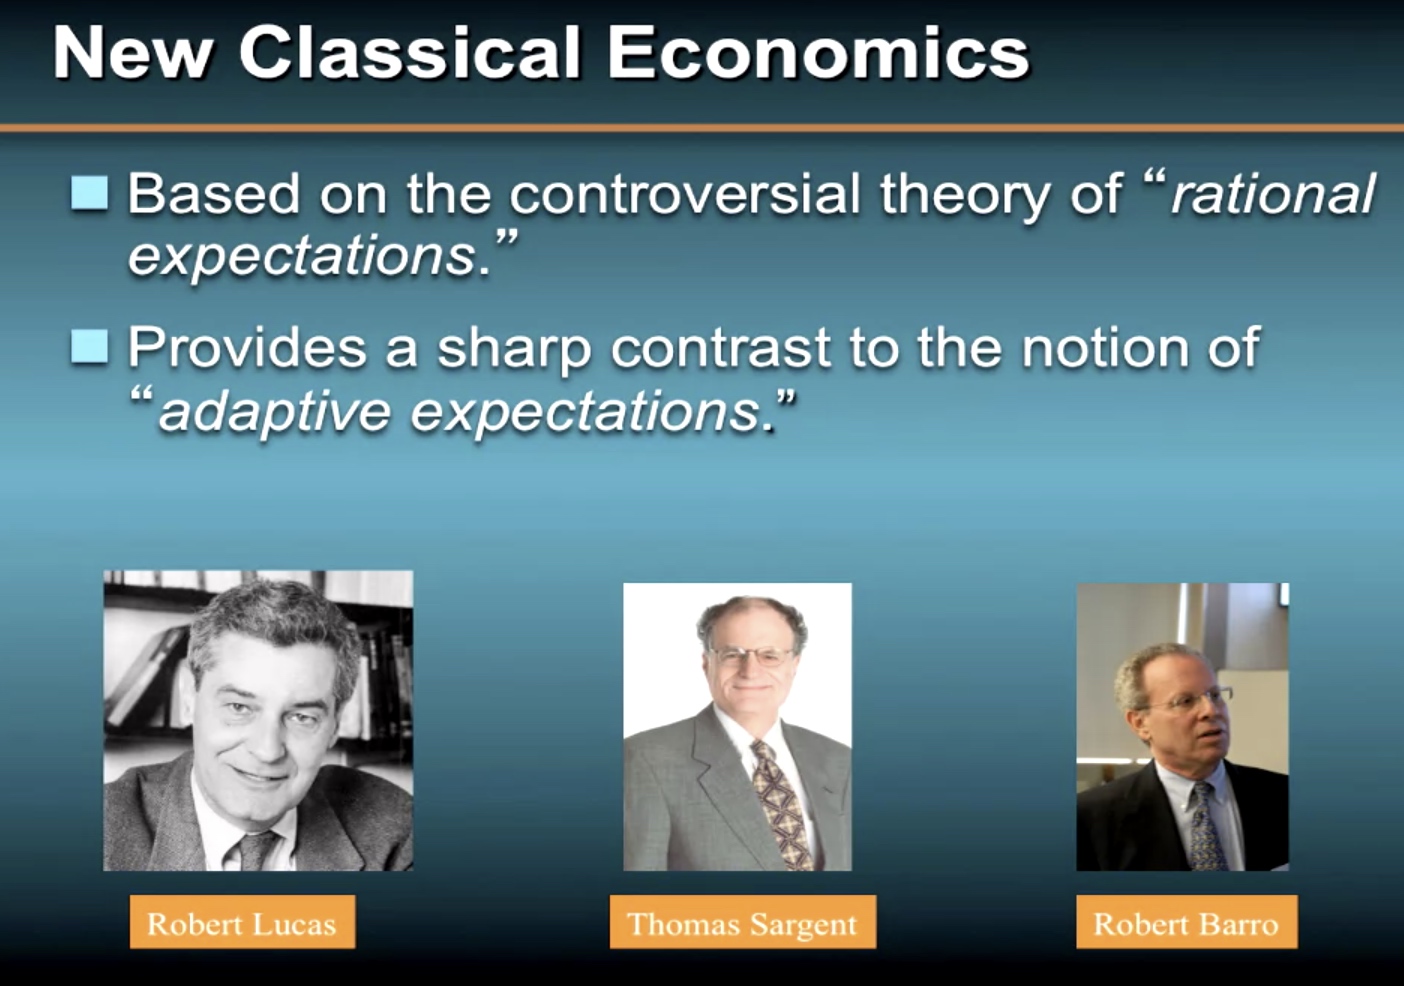 New Classical Economics
Based on the controversial theory of “rational
expectations.”
Provides a sharp contrast to the notion of
“adaptive expectations.”
Robert Lucas
Thomas Sargent
Robert Barro